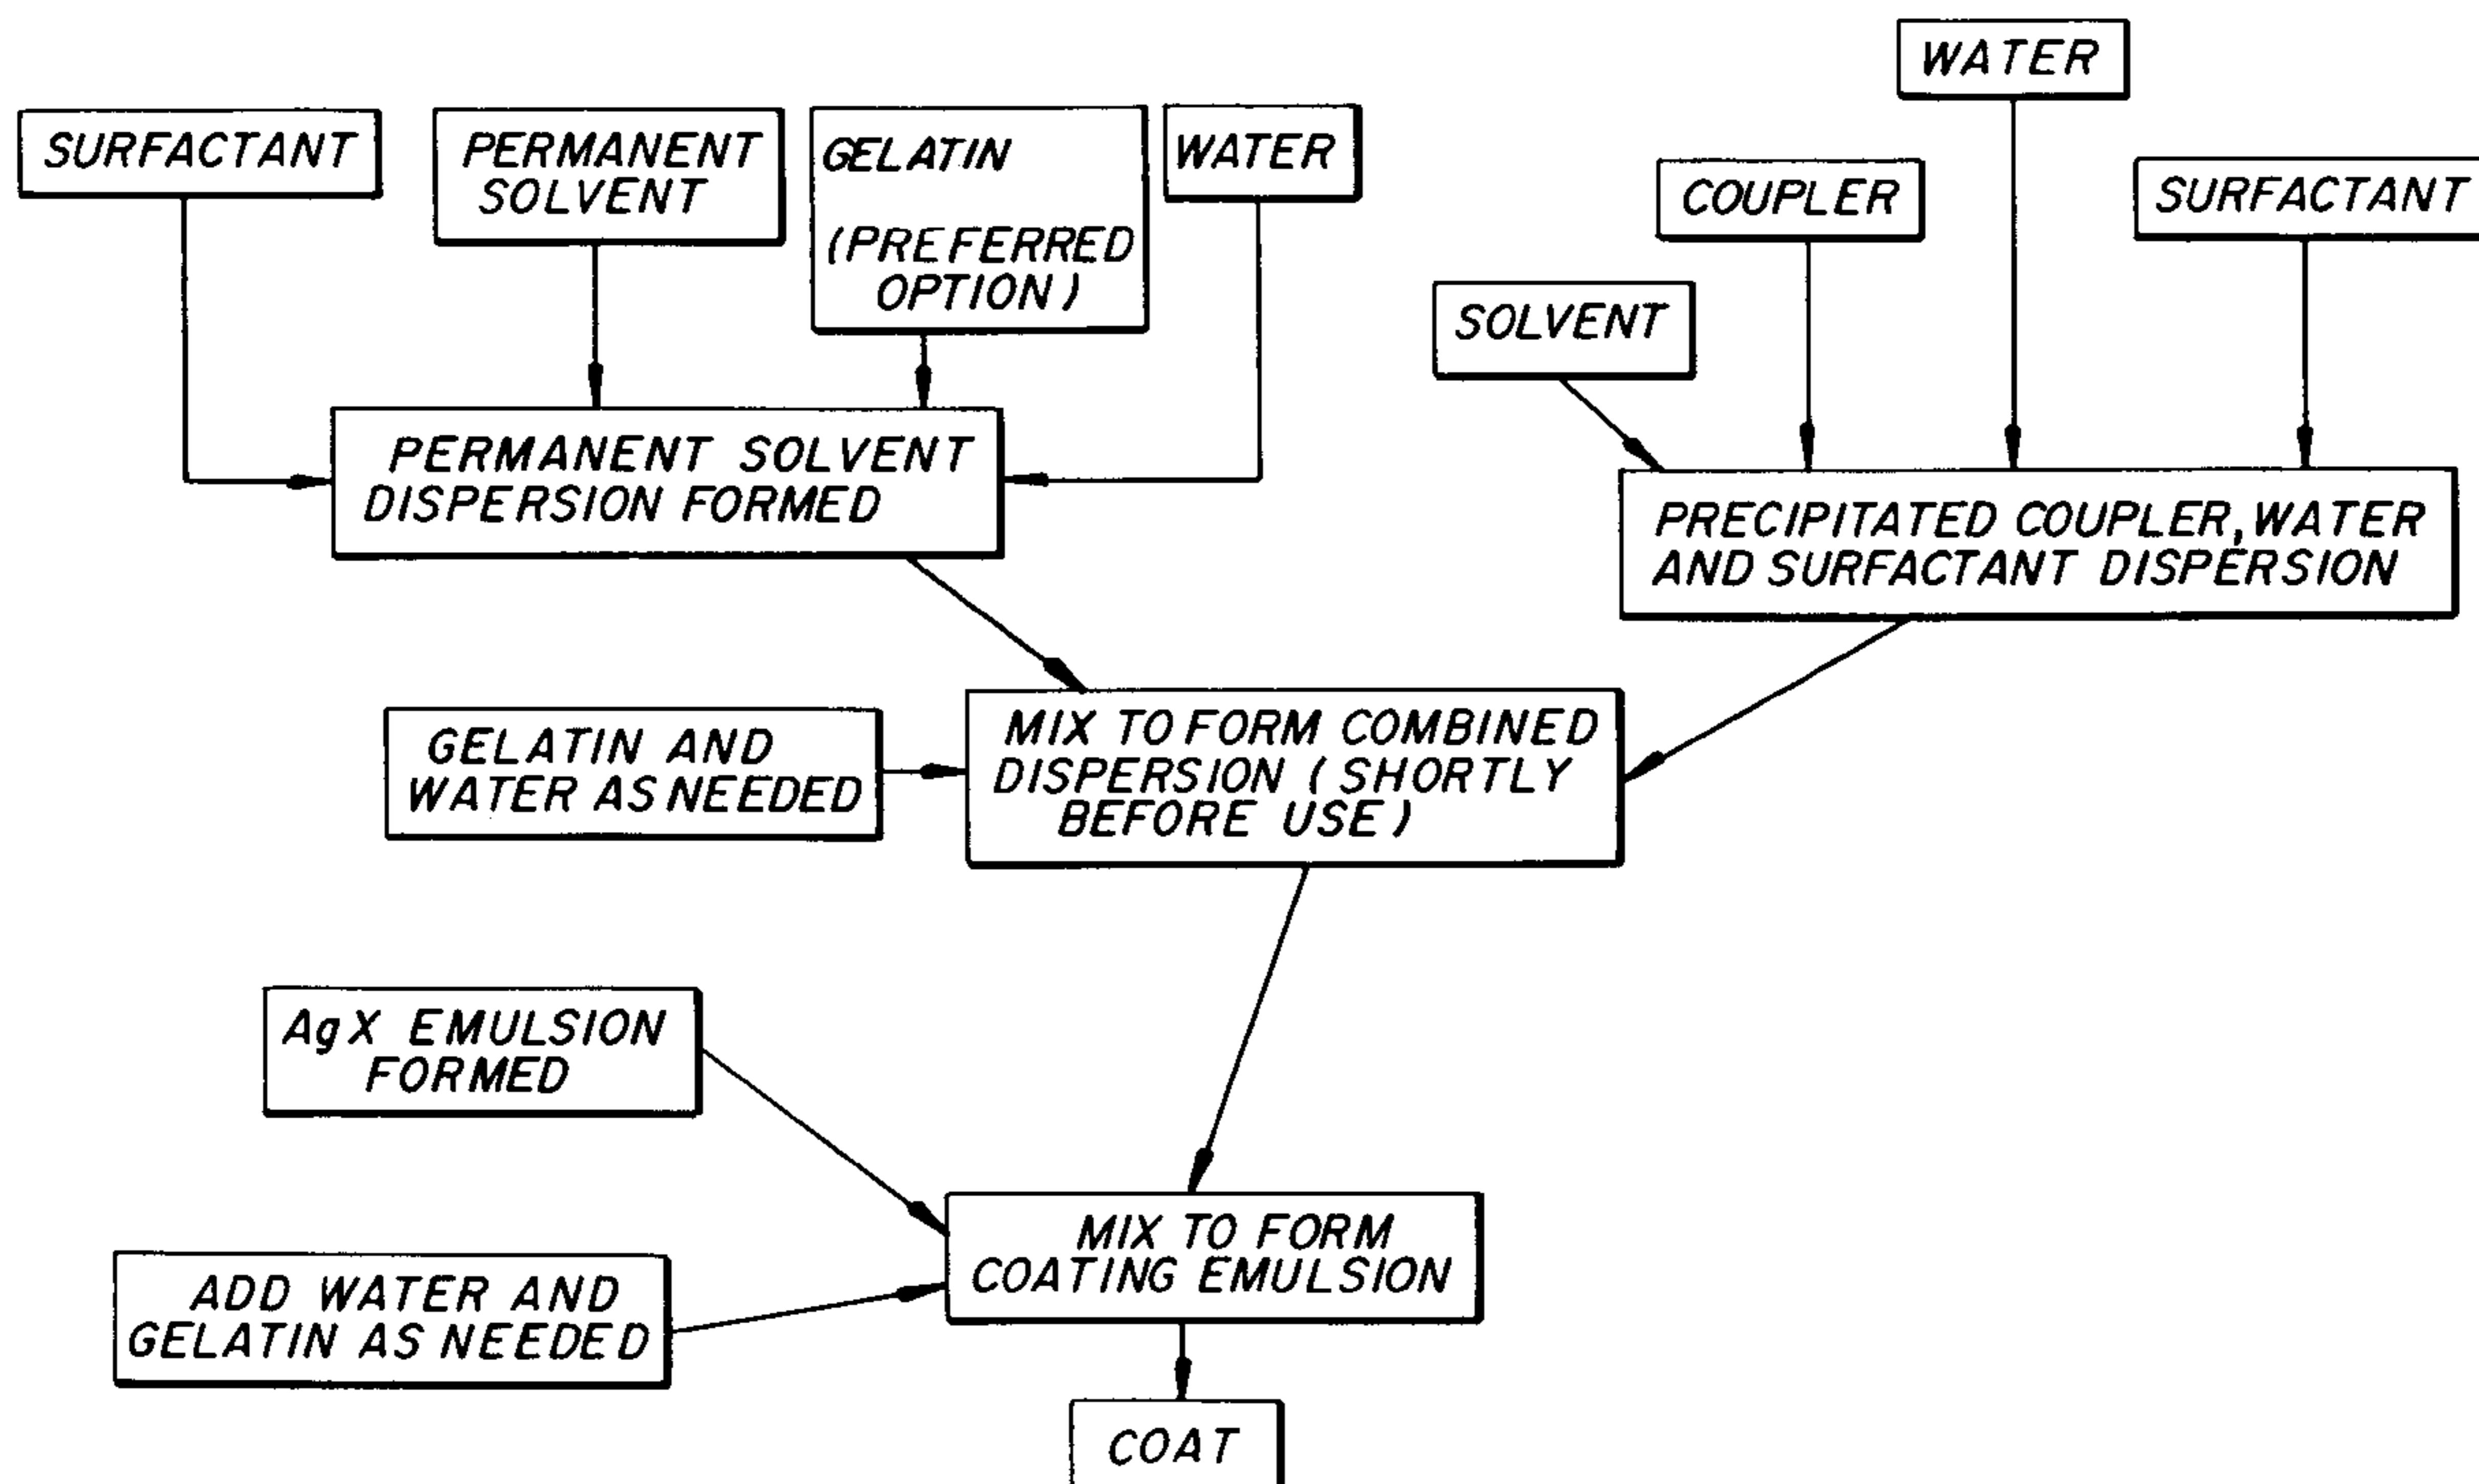 WATER
SURFACTANT
PERMANENT
SOLVENT
GELATIN
(PREFERRED
OPTION)
WATER
COUPLER
SURFACTANT
SOLVENT
PERMANENT SOLVENT
DISPERSION FORMED
PRECIPITATED COUPLER, WATER
AND SURFACTANT DISPERSION
GELATIN AND
WATER AS NEEDED
MIX TO FORM COMBINED
DISPERSION (SHORTLY
BEFORE USE)
AgX EMULSION
FORMED
MIX TO FORM
COATING EMULSION
ADD WATER AND
GELATIN AS NEEDED
COAT